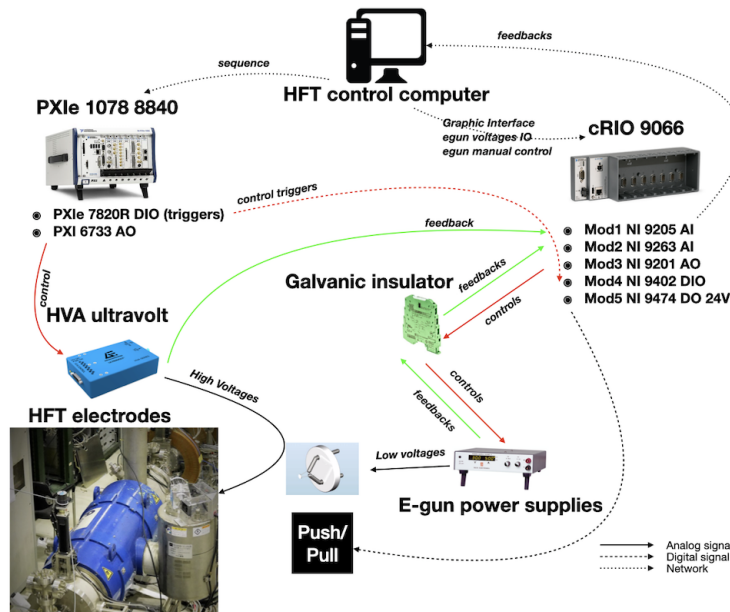 feedbacks
sequence
HFT control computer
PXIe 1078 8840
Graphic Interface
egun voltages IO
egun manual control
cRIO 9066
control triggers
PXIe 7820R DIO (triggers)
PXI 6733 AO
feedback
Mod1 NI 9205 AI
Mod2 NI 9263 AI
Mod3 NI 9201 AO
Mod4 NI 9402 DIO
Mod5 NI 9474 DO 24V
control
Galvanic insulator
feedbacks
controls
HVA ultravolt
High Voltages
controls
feedbacks
HFT electrodes
Low voltages
E-gun power supplies
Push/
Pull
Analog signal
Digital signal
Network